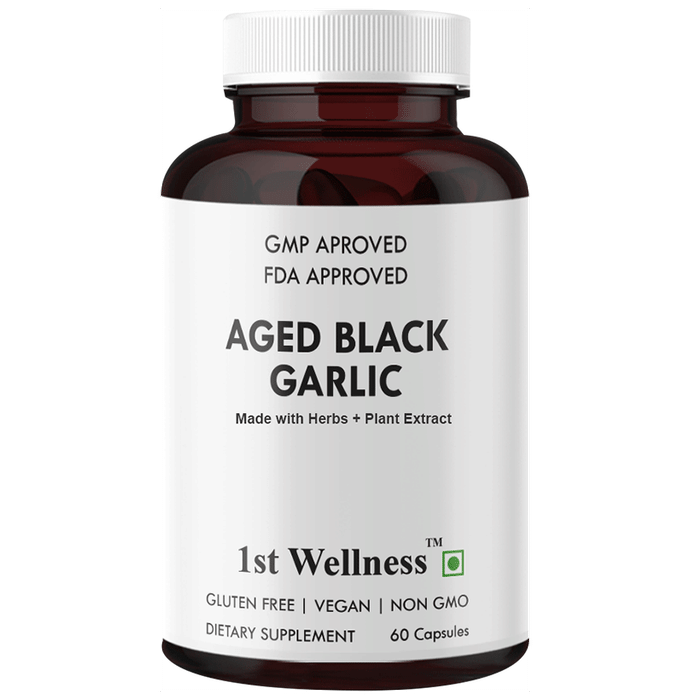 GMP APROVED
FDA APPROVED
AGED BLACK
GARLIC
Made with Herbs + Plant Extract
1st Wellness™
GLUTEN FREE | VEGAN | NON GMO
DIETARY SUPPLEMENT 60 Capsules